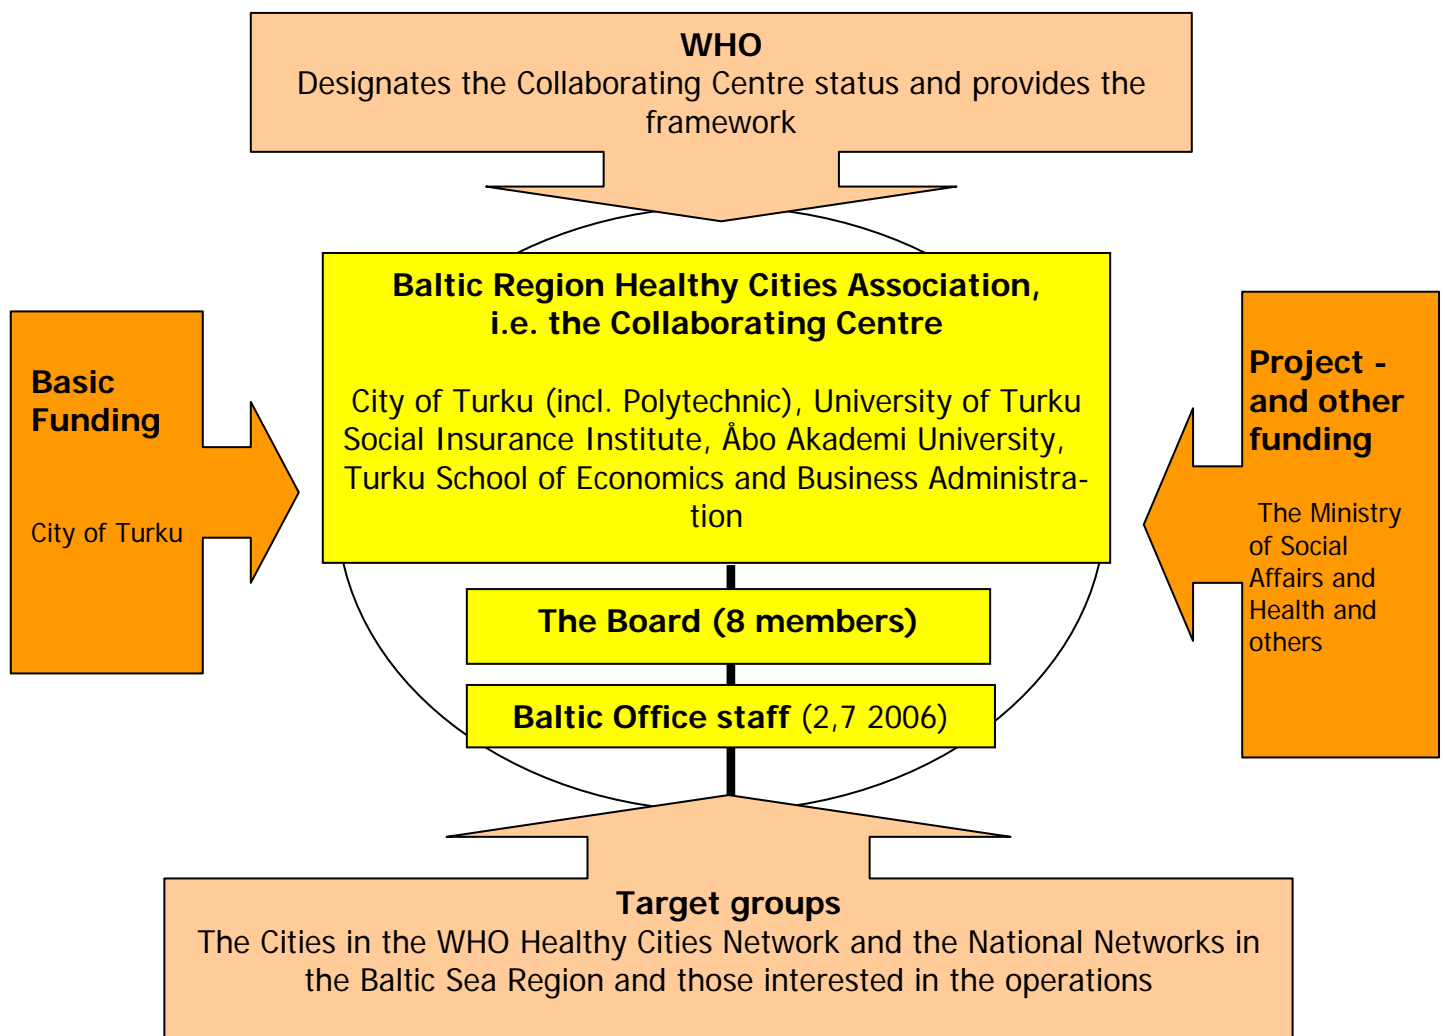 WHO
Designates the Collaborating Centre status and provides the
framework
Baltic Region Healthy Cities Association,
i.e. the Collaborating Centre
City of Turku (incl. Polytechnic), University of Turku
Social Insurance Institute, Åbo Akademi University,
Turku School of Economics and Business Administra-
tion
Basic
Funding
City of Turku
Project -
and other
funding
The Ministry
of Social
Affairs and
Health and
others
The Board (8 members)
Baltic Office staff (2,7 2006)
Target groups
The Cities in the WHO Healthy Cities Network and the National Networks in
the Baltic Sea Region and those interested in the operations